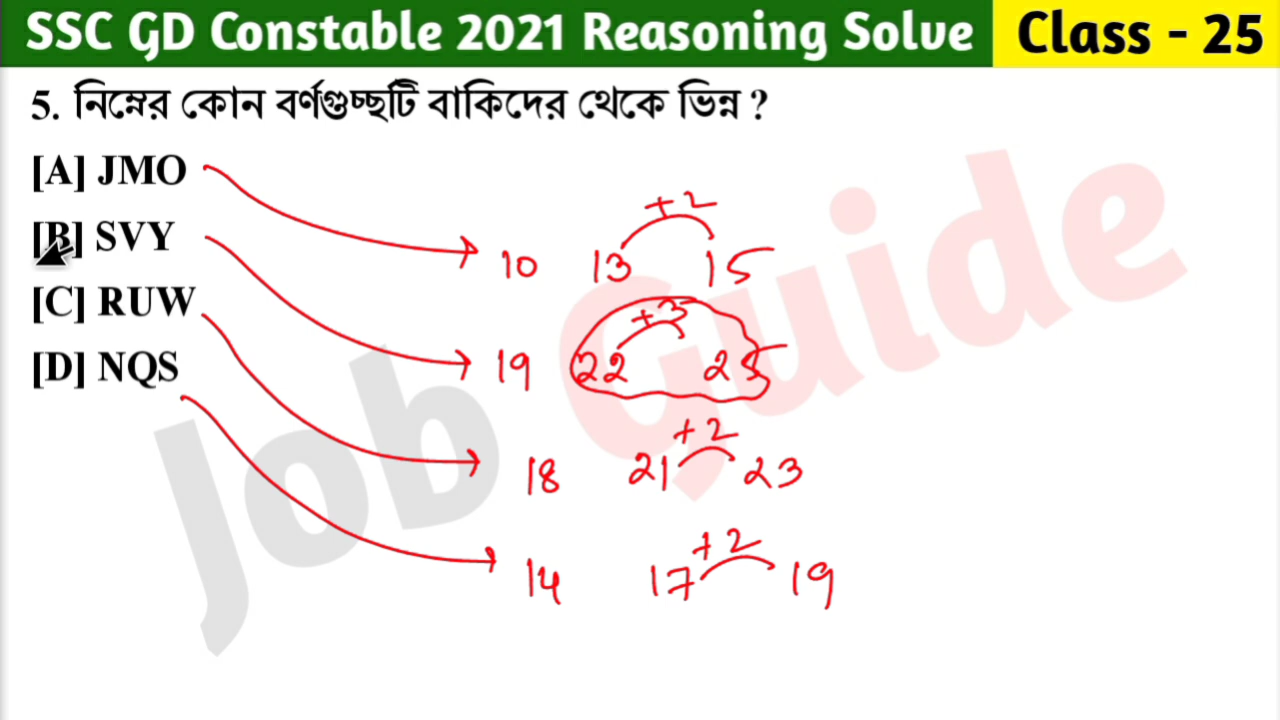 SSC GD Constable 2021 Reasoning Solve Class - 25
5. নিম্নের কোন বর্ণগুচ্ছটি বাকিদের থেকে ভিন্ন ?
[A] JMO
[B] SVY
[C] RUW
[D] NQS
+2
10 13 15
+3
19 22 25
+2
18 21 23
+2
14 17 19
Job Guide